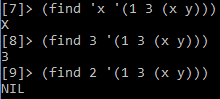 [7]> (find 'x '(1 3 (x y)))
X
[8]> (find 3 '(1 3 (x y)))
3
[9]> (find 2 '(1 3 (x y)))
NIL